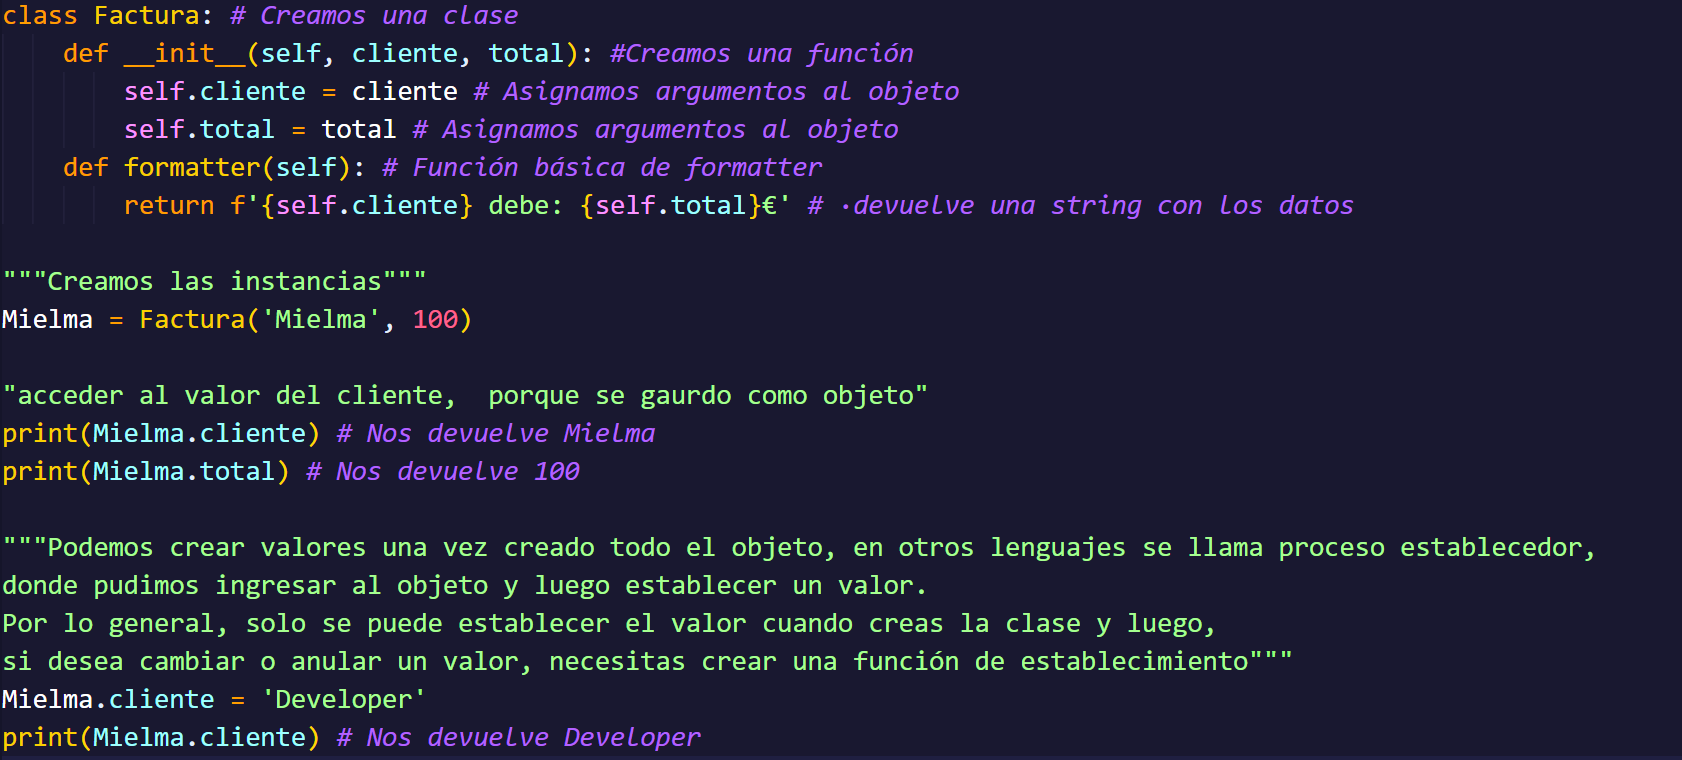 class Factura: # Creamos una clase
    def __init__(self, cliente, total): #Creamos una función
        self.cliente = cliente # Asignamos argumentos al objeto
        self.total = total # Asignamos argumentos al objeto
    def formatter(self): # Función básica de formatter
        return f'{self.cliente} debe: {self.total}€' # ·devuelve una string con los datos

"""Creamos las instancias"""
Mielma = Factura('Mielma', 100)

"acceder al valor del cliente,  porque se gaurdo como objeto"
print(Mielma.cliente) # Nos devuelve Mielma
print(Mielma.total) # Nos devuelve 100

"""Podemos crear valores una vez creado todo el objeto, en otros lenguajes se llama proceso establecedor,
donde pudimos ingresar al objeto y luego establecer un valor.
Por lo general, solo se puede establecer el valor cuando creas la clase y luego,
si desea cambiar o anular un valor, necesitas crear una función de establecimiento"""
Mielma.cliente = 'Developer'
print(Mielma.cliente) # Nos devuelve Developer